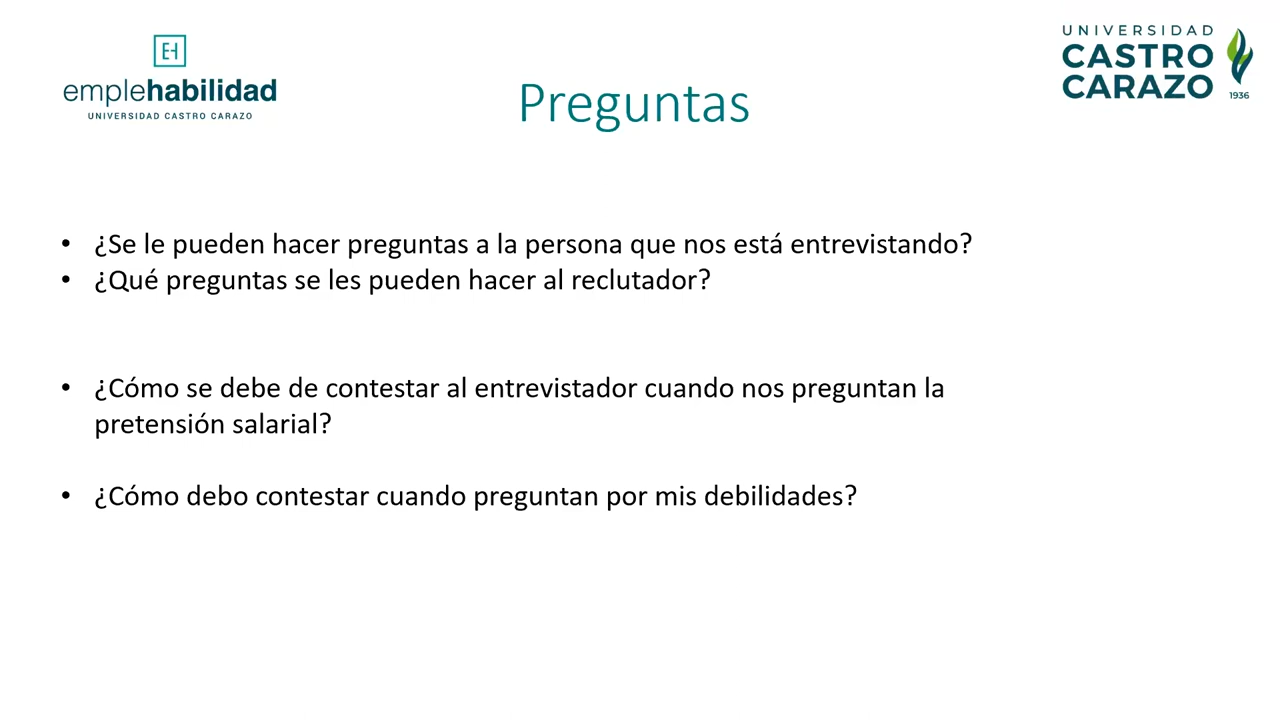 EH
emplehabilidad
UNIVERSIDAD CASTRO CARAZO
UNIVERSIDAD
CASTRO
CARAZO
1936
Preguntas
• ¿Se le pueden hacer preguntas a la persona que nos está entrevistando?
• ¿Qué preguntas se les pueden hacer al reclutador?
• ¿Cómo se debe de contestar al entrevistador cuando nos preguntan la
pretensión salarial?
• ¿Cómo debo contestar cuando preguntan por mis debilidades?